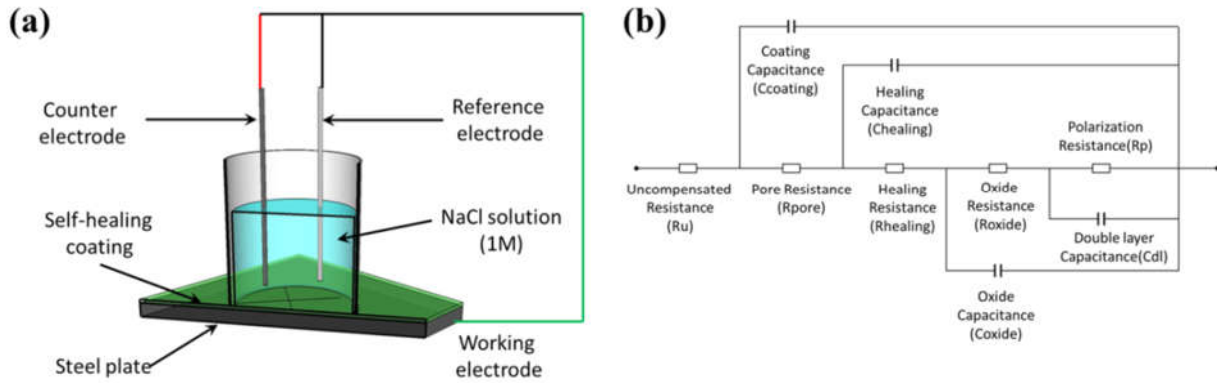 (a)
Counter
electrode
Reference
electrode
Self-healing
coating
NaCl solution
(1M)
Steel plate
Working
electrode
(b)
Coating
Capacitance
(Ccoating)
Healing
Capacitance
(Chealing)
Polarization
Resistance(Rp)
Uncompensated
Resistance
(Ru)
Pore Resistance
(Rpore)
Healing
Resistance
(Rhealing)
Oxide
Resistance
(Roxide)
Double layer
Capacitance(Cdl)
Oxide
Capacitance
(Coxide)